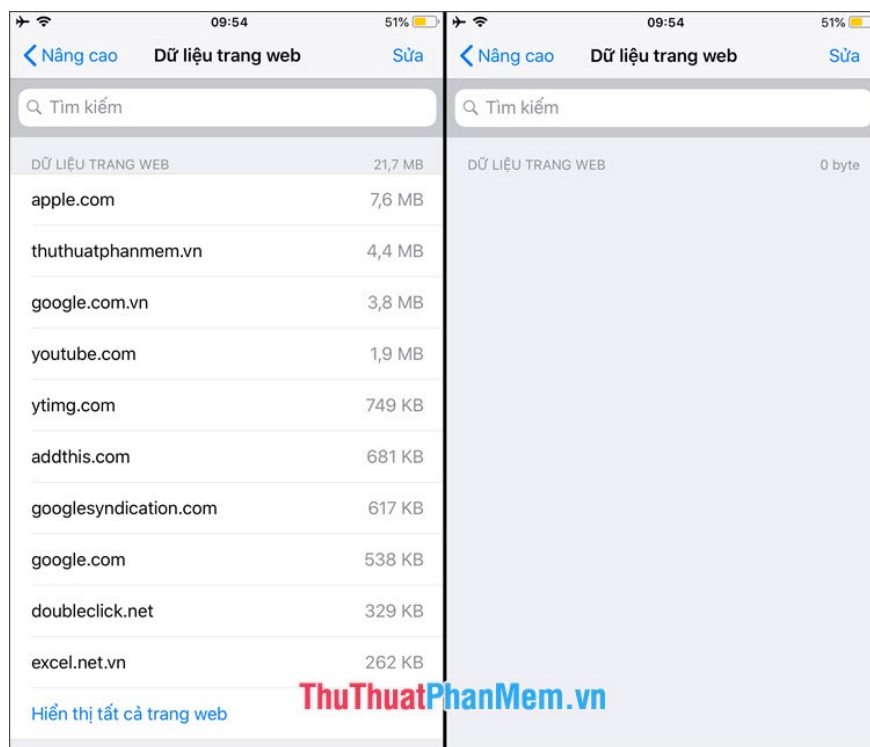 09:54 51%
Nâng cao Dữ liệu trang web Sửa
Tìm kiếm
DỮ LIỆU TRANG WEB 21,7 MB
apple.com 7,6 MB
thuthuatphanmem.vn 4,4 MB
google.com.vn 3,8 MB
youtube.com 1,9 MB
ytimg.com 749 KB
addthis.com 681 KB
googlesyndication.com 617 KB
google.com 538 KB
doubleclick.net 329 KB
excel.net.vn 262 KB
Hiển thị tất cả trang web
09:54 51%
Nâng cao Dữ liệu trang web Sửa
Tìm kiếm
DỮ LIỆU TRANG WEB 0 byte
ThuThuatPhanMem.vn